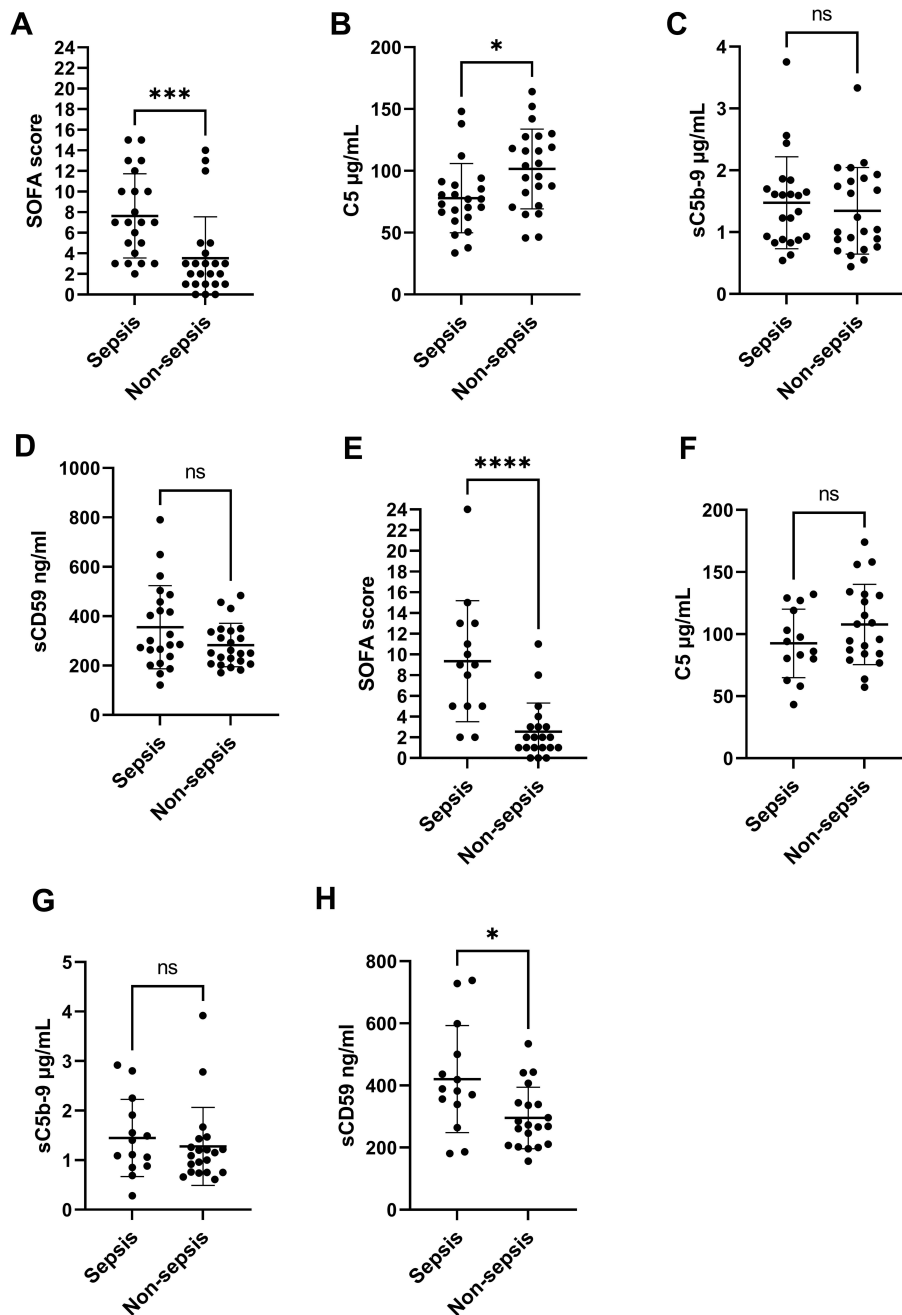 A
SOFA score
24
22
20
18
16
14
12
10
8
6
4
2
0
***
Sepsis
Non-sepsis
B
C5 µg/mL
200
150
100
50
0
*
Sepsis
Non-sepsis
C
sC5b-9 µg/mL
4
3
2
1
0
ns
Sepsis
Non-sepsis
D
sCD59 ng/ml
1000
800
600
400
200
0
ns
Sepsis
Non-sepsis
E
SOFA score
24
22
20
18
16
14
12
10
8
6
4
2
0
****
Sepsis
Non-sepsis
F
C5 µg/mL
200
150
100
50
0
ns
Sepsis
Non-sepsis
G
sC5b-9 µg/mL
5
4
3
2
1
0
ns
Sepsis
Non-sepsis
H
sCD59 ng/ml
800
600
400
200
0
*
Sepsis
Non-sepsis